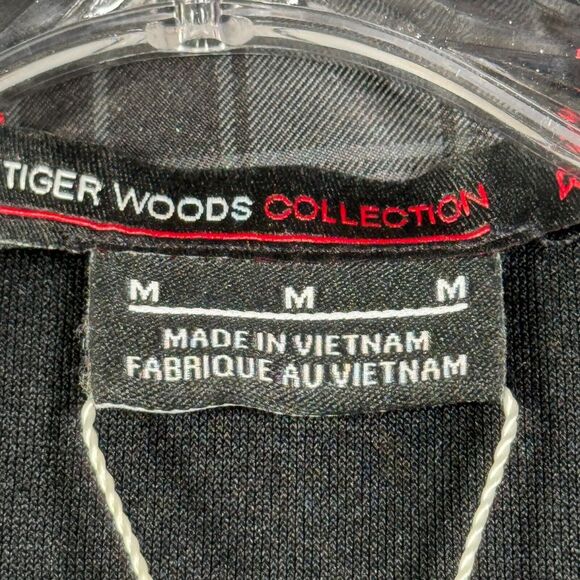 TIGER WOODS COLLECTION
M M M
MADE IN VIETNAM
FABRIQUE AU VIETNAM